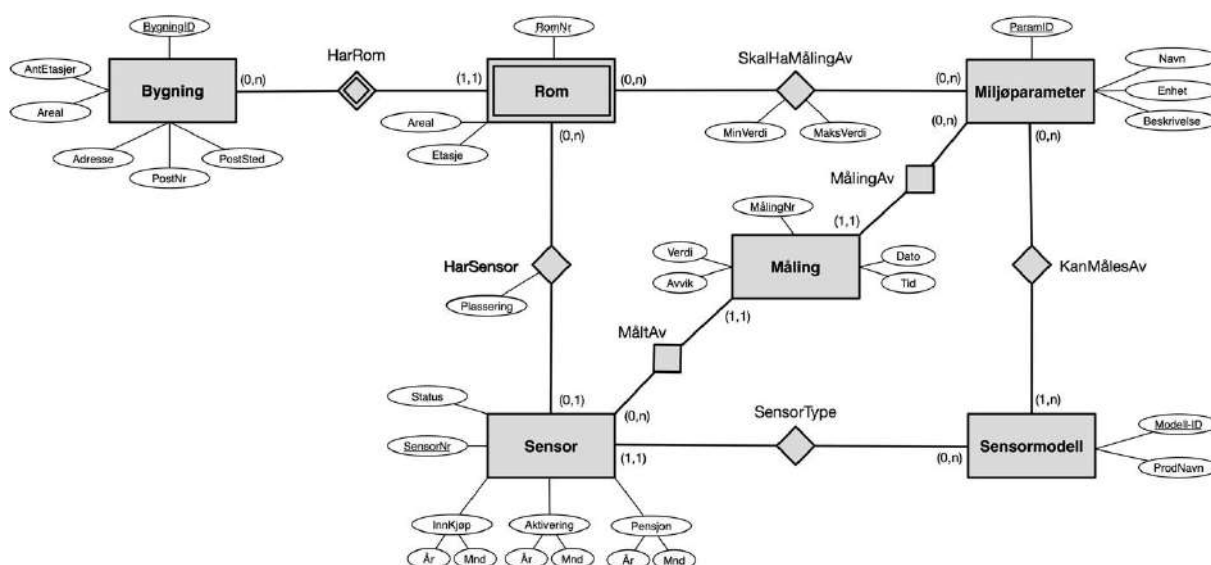 BygningID
RomNr
ParamID
HarRom
SkalHaMålingAv
AntEtasjer
Navn
(0,n)
(1,1)
(0,n)
(0,n)
Bygning
Rom
Miljøparameter
Enhet
Areal
Areal
MinVerdi
MaksVerdi
(0,n)
(0,n)
Beskrivelse
(0,n)
Etasje
Adresse
PostSted
PostNr
MålingAv
MålingNr
(1,1)
Verdi
Dato
HarSensor
Måling
KanMålesAv
Avvik
Tid
Plassering
(1,1)
MåltAv
Status
(0,1)
(0,n)
SensorType
(1,n)
Modell-ID
SensorNr
Sensor
Sensormodell
(1,1)
(0,n)
ProdNavn
InnKjøp
Aktivering
Pensjon
År
Mnd
År
Mnd
År
Mnd